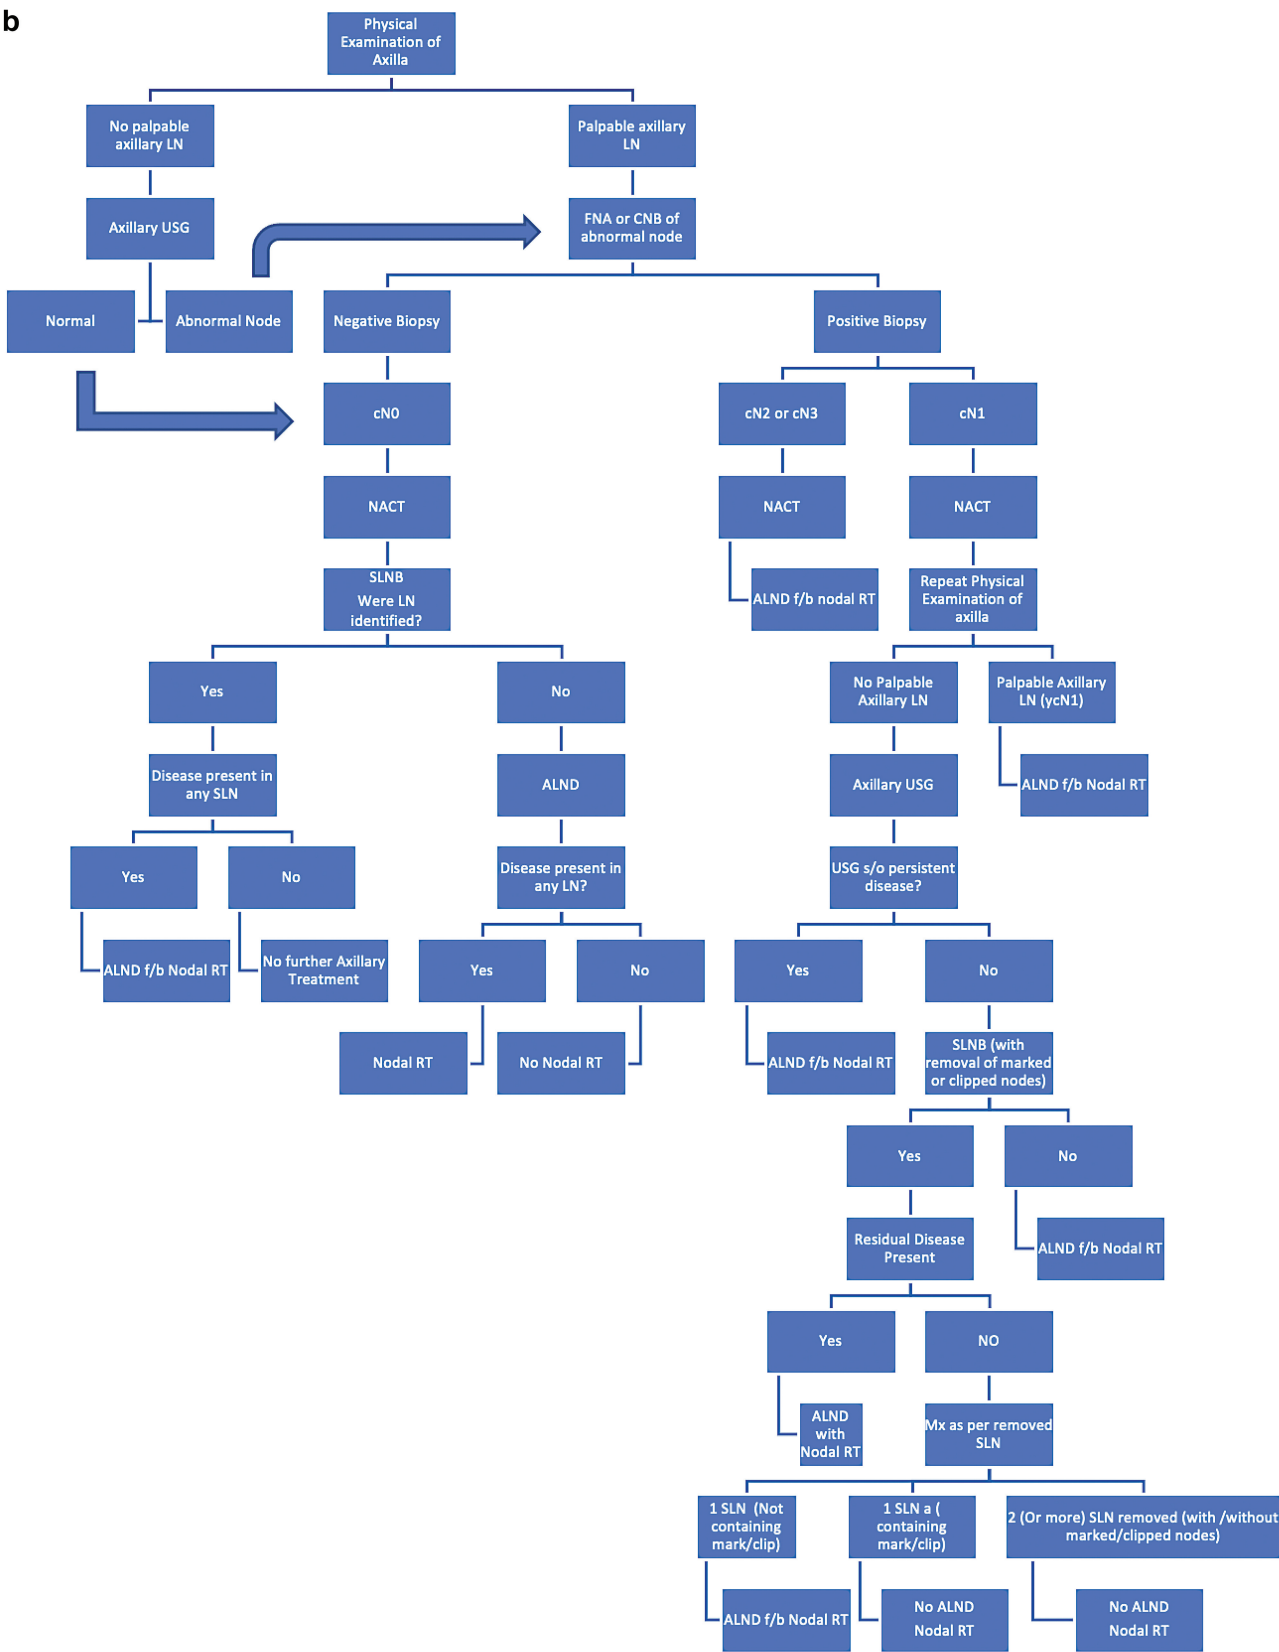 b
Physical
Examination of
Axilla
No palpable
axillary LN
Palpable axillary
LN
Axillary USG
FNA or CNB of
abnormal node
Normal
Abnormal Node
Negative Biopsy
Positive Biopsy
cN0
cN2 or cN3
cN1
NACT
NACT
NACT
SLNB
Were LN
identified?
ALND f/b nodal RT
Repeat Physical
Examination of
axilla
Yes
No
No Palpable
Axillary LN
Palpable Axillary
LN (ycN1)
Disease present in
any SLN
ALND
Axillary USG
ALND f/b Nodal RT
Yes
No
Disease present in
any LN?
USG s/o persistent
disease?
ALND f/b Nodal RT
No further Axillary
Treatment
Yes
No
Yes
No
Nodal RT
No Nodal RT
ALND f/b Nodal RT
SLNB (with
removal of marked
or clipped nodes)
Yes
No
Residual Disease
Present
ALND f/b Nodal RT
Yes
NO
ALND
with
Nodal RT
Mx as per removed
SLN
1 SLN (Not
containing
mark/clip)
1 SLN a (
containing
mark/clip)
2 (Or more) SLN removed (with /without
marked/clipped nodes)
ALND f/b Nodal RT
No ALND
Nodal RT
No ALND
Nodal RT